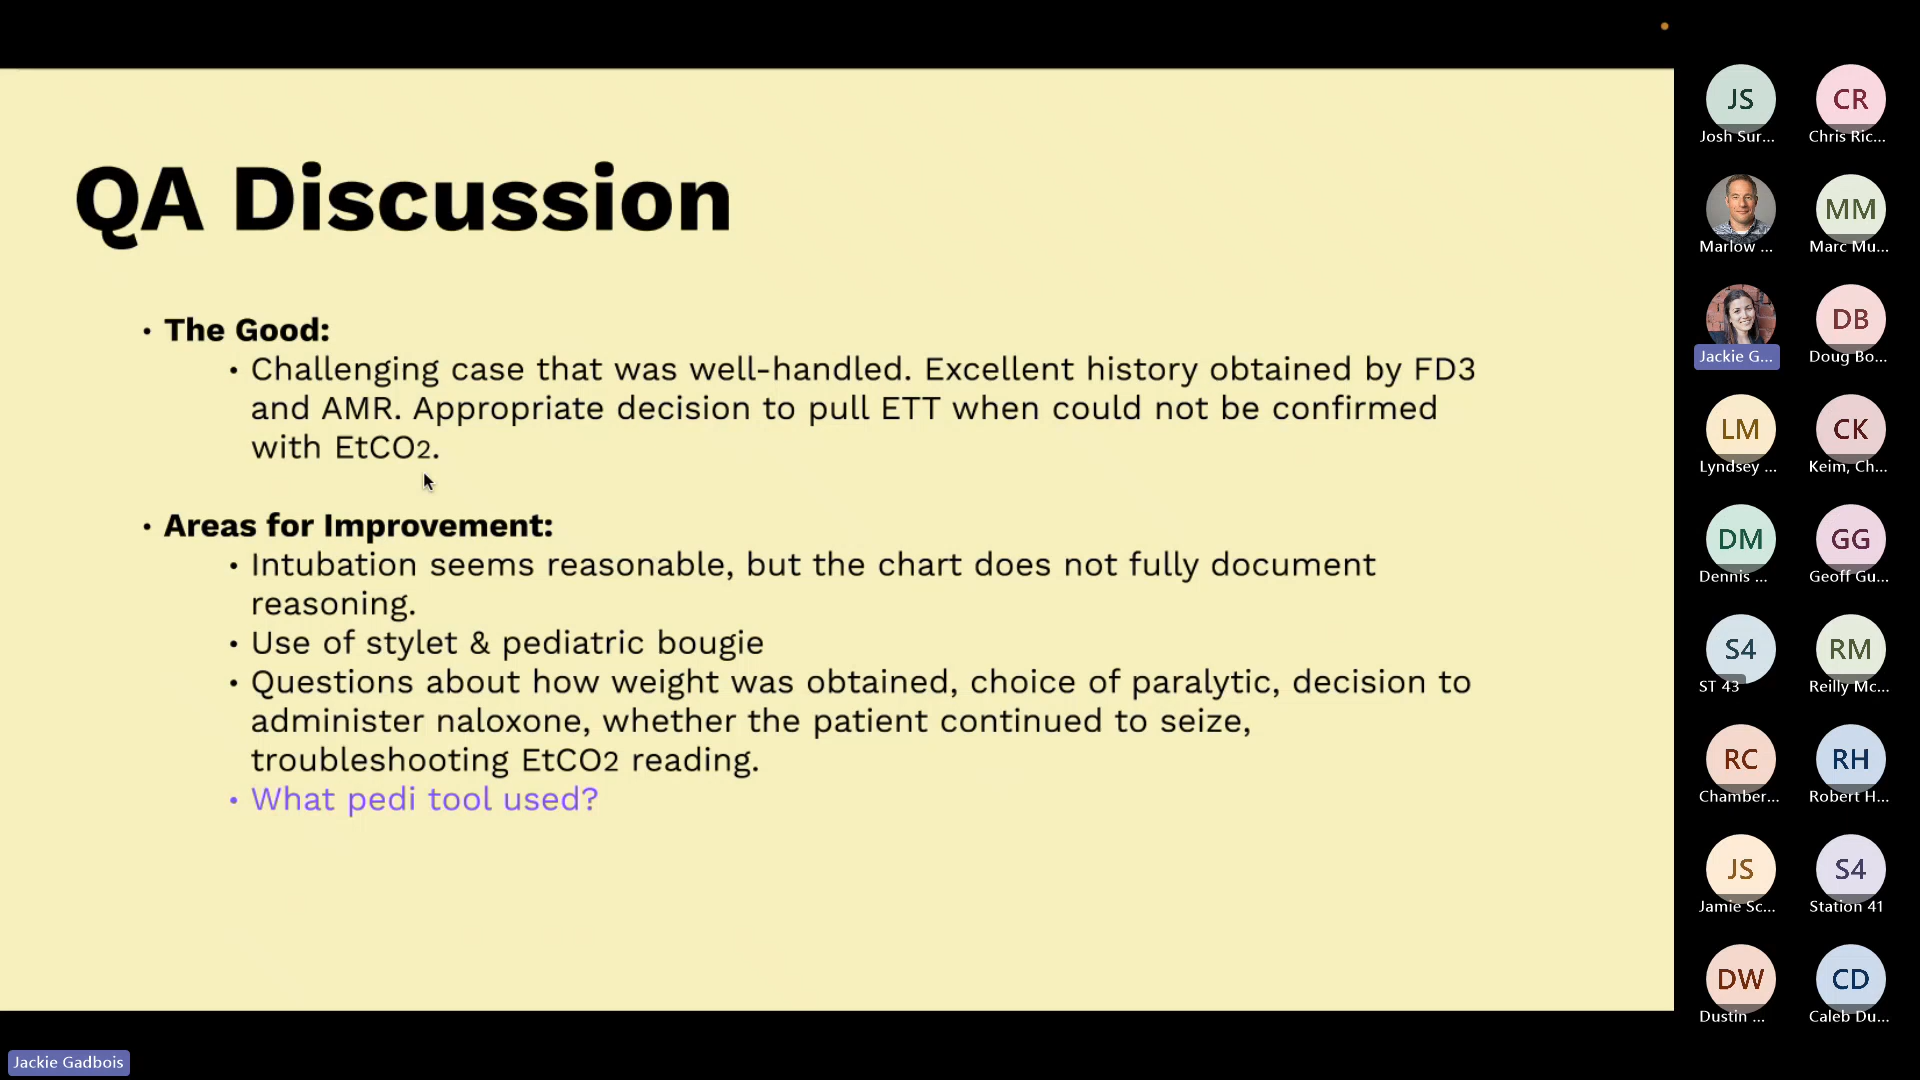 QA Discussion
• The Good:
• Challenging case that was well-handled. Excellent history obtained by FD3
and AMR. Appropriate decision to pull ETT when could not be confirmed
with EtCO2.
• Areas for Improvement:
• Intubation seems reasonable, but the chart does not fully document
reasoning.
• Use of stylet & pediatric bougie
• Questions about how weight was obtained, choice of paralytic, decision to
administer naloxone, whether the patient continued to seize,
troubleshooting EtCO2 reading.
• What pedi tool used?
JS
Josh Sur...
CR
Chris Ric...
Marlow ...
MM
Marc Mu...
Jackie G...
DB
Doug Bo...
LM
Lyndsey ...
CK
Keim, Ch...
DM
Dennis ...
GG
Geoff Gu...
S4
ST 43
RM
Reilly Mc...
RC
Chamber...
RH
Robert H...
JS
Jamie Sc...
S4
Station 41
DW
Dustin ...
CD
Caleb Du...
Jackie Gadbois